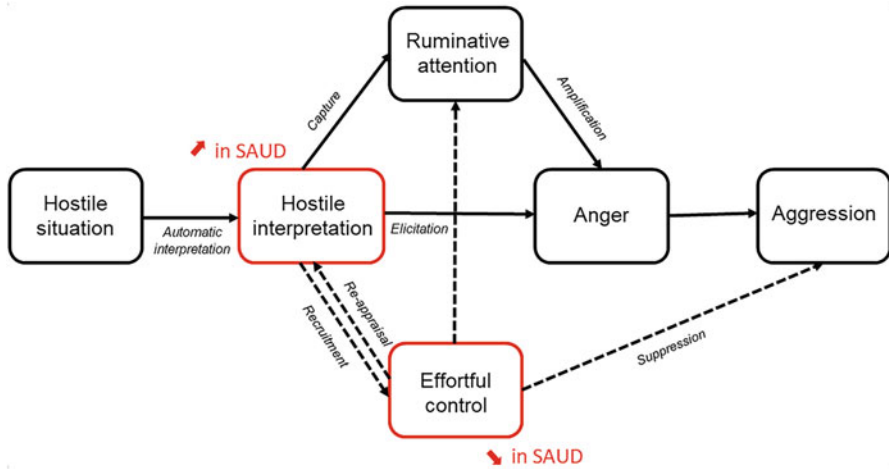 Ruminative
attention
Capture
Amplification
in SAUD
Hostile
situation
Automatic
interpretation
Hostile
interpretation
Elicitation
Anger
Aggression
Re-appraisal
Recruitment
Effortful
control
Suppression
in SAUD